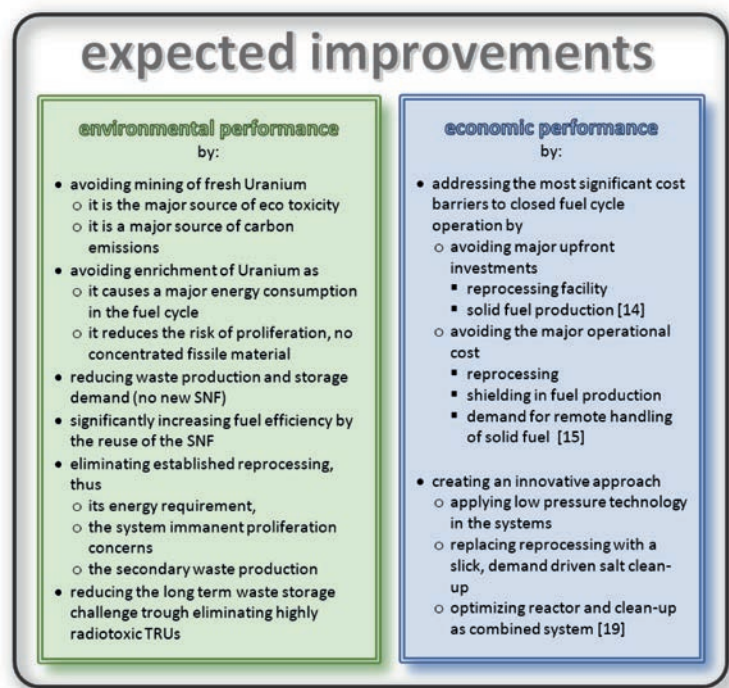 expected improvements
environmental performance
by:
• avoiding mining of fresh Uranium
o it is the major source of eco toxicity
o it is a major source of carbon
emissions
• avoiding enrichment of Uranium as
o it causes a major energy consumption
in the fuel cycle
o it reduces the risk of proliferation, no
concentrated fissile material
• reducing waste production and storage
demand (no new SNF)
• significantly increasing fuel efficiency by
the reuse of the SNF
• eliminating established reprocessing,
thus
o its energy requirement,
o the system immanent proliferation
concerns
o the secondary waste production
• reducing the long term waste storage
challenge trough eliminating highly
radiotoxic TRUs
economic performance
by:
• addressing the most significant cost
barriers to closed fuel cycle
operation by
o avoiding major upfront
investments
▪ reprocessing facility
▪ solid fuel production [14]
o avoiding the major operational
cost
▪ reprocessing
▪ shielding in fuel production
▪ demand for remote handling
of solid fuel [15]
• creating an innovative approach
o applying low pressure technology
in the systems
o replacing reprocessing with a
slick, demand driven salt clean-
up
o optimizing reactor and clean-up
as combined system [19]